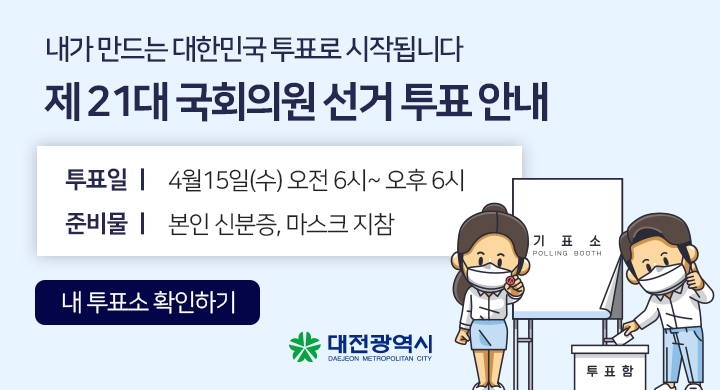 내가 만드는 대한민국 투표로 시작됩니다
제 21대 국회의원 선거 투표 안내
투표일 | 4월15일(수) 오전 6시~ 오후 6시
준비물 | 본인 신분증, 마스크 지참
기 표 소
POLLING BOOTH
내 투표소 확인하기
대전광역시
DAEJEON METROPOLITAN CITY
투 표 함